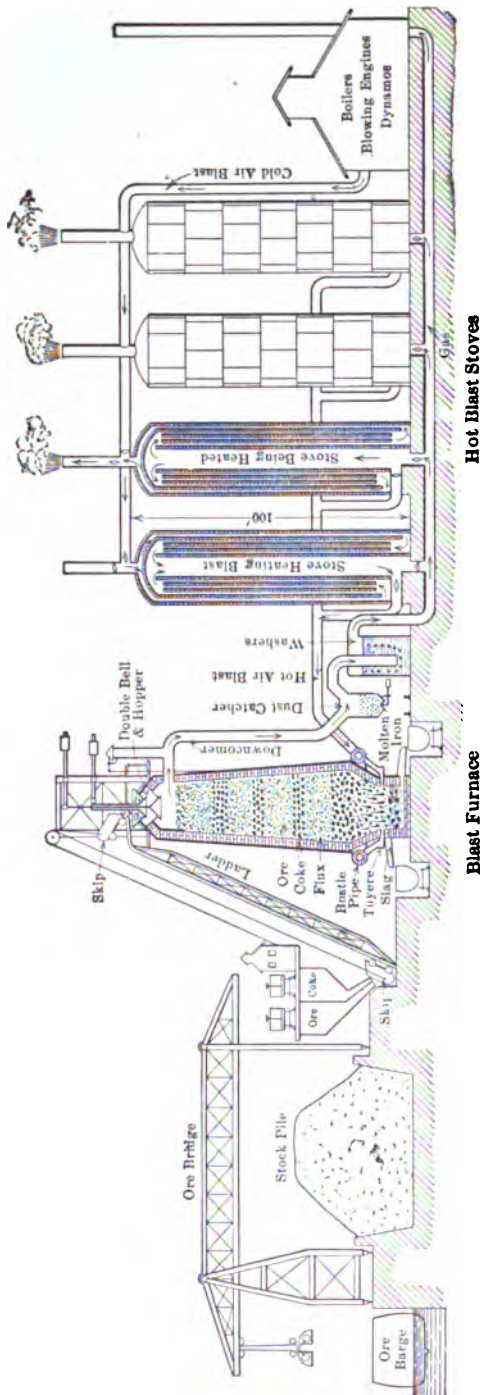 Ore
Barge
Ore Bridge
Stock Pile
Ore
Coke
Skip
Skip
Ladder
Double Bell
& Hopper
Downcomer
Ore
Coke
Flux
Bustle
Pipe
Tuyere
Slag
Molten
Iron
Dust Catcher
Hot Air Blast
Washers
Stove Heating Blast
100'
Stove Being Heated
Cold Air Blast
Gas
Boilers
Blowing Engines
Dynamos
Blast Furnace
Hot Blast Stoves